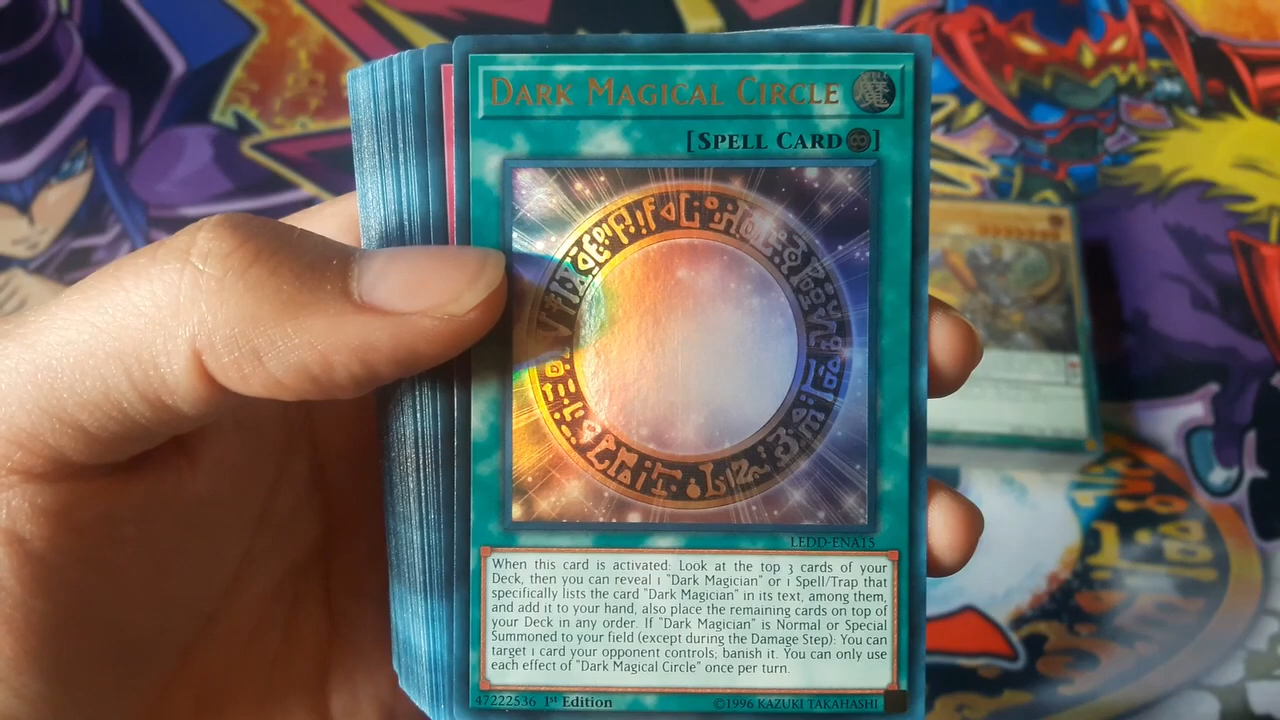 DARK MAGICAL CIRCLE
SPELL
魔
[SPELL CARD]
LEDD-ENA15
When this card is activated: Look at the top 3 cards of your
Deck, then you can reveal 1 "Dark Magician" or 1 Spell/Trap that
specifically lists the card "Dark Magician" in its text, among them,
and add it to your hand, also place the remaining cards on top of
your Deck in any order. If "Dark Magician" is Normal or Special
Summoned to your field (except during the Damage Step): You can
target 1 card your opponent controls; banish it. You can only use
each effect of "Dark Magical Circle" once per turn.
47222536 1st Edition
©1996 KAZUKI TAKAHASHI